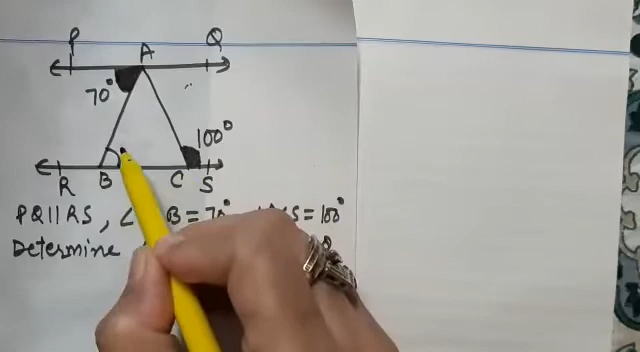 P A Q
70°
100°
R B C S
PQ || RS, ∠ B = 70° S = 100°
Determine